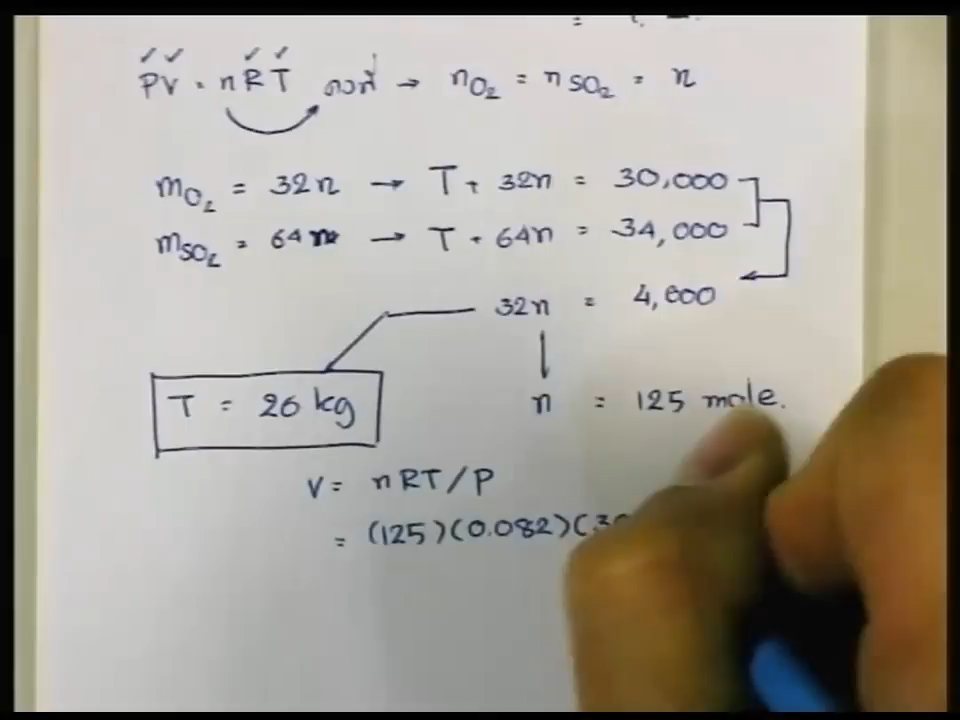 PV = nRT คงที่ → nO₂ = nSO₂ = n
mO₂ = 32n → T + 32n = 30,000
mSO₂ = 64n → T + 64n = 34,000
32n = 4,000
T = 26 kg
n = 125 mole.
V = nRT/P
= (125)(0.082)(30